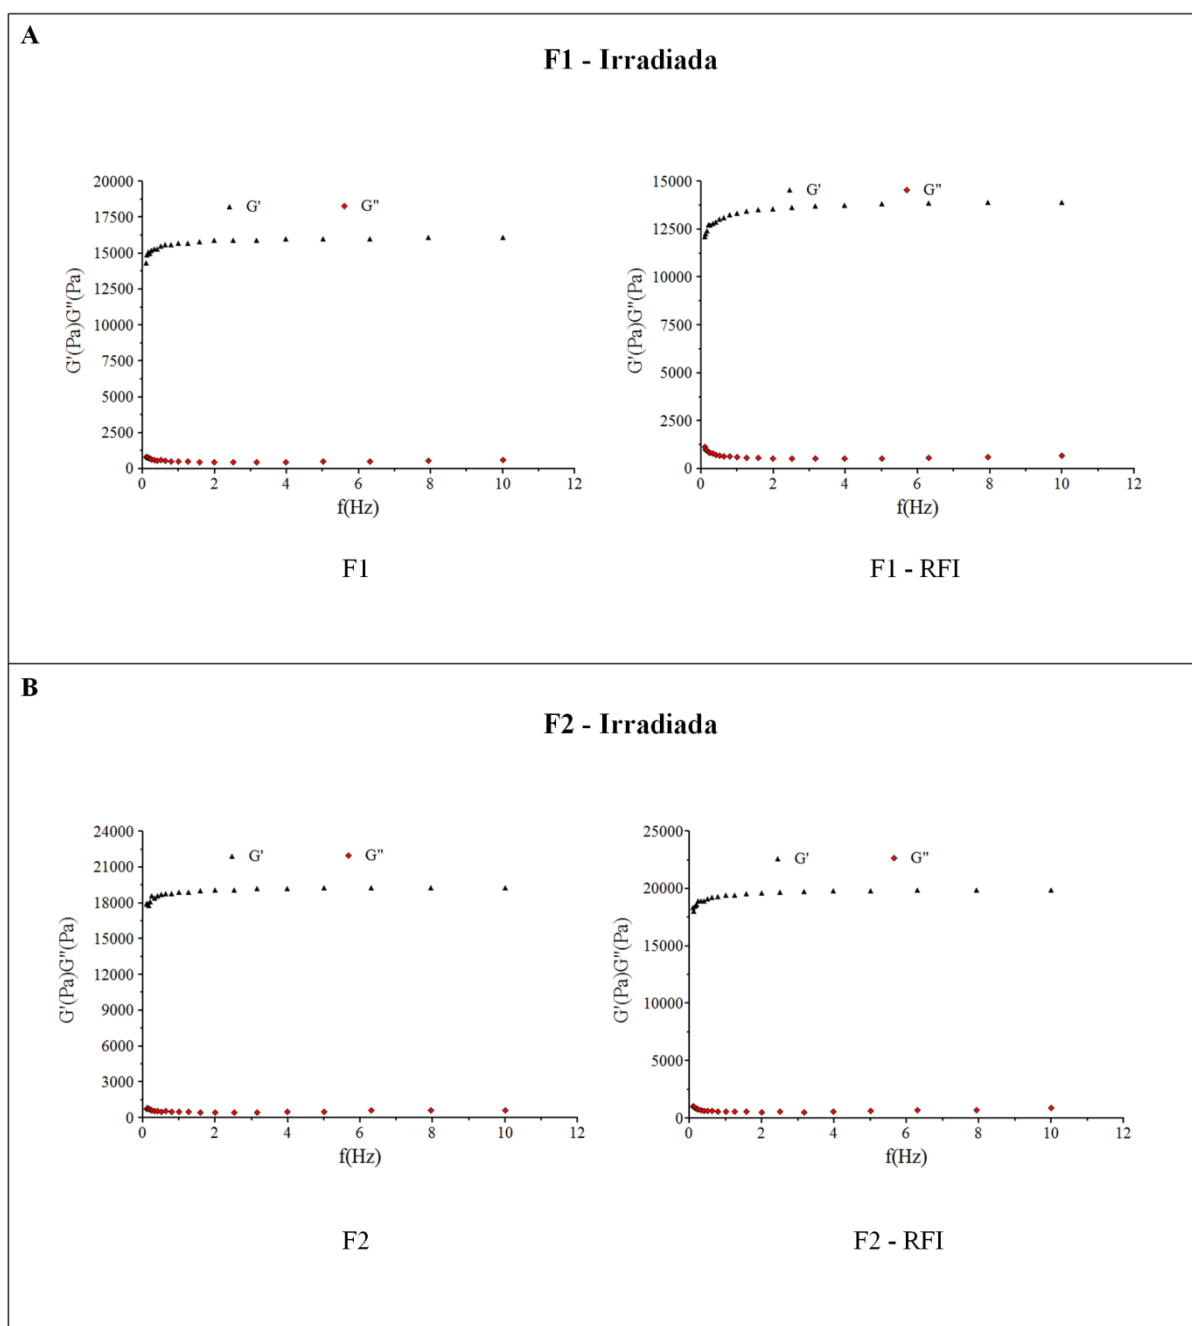 A
F1 - Irradiada
G' G"
20000
17500
15000
12500
10000
7500
5000
2500
0
G'(Pa)G"(Pa)
0 2 4 6 8 10 12
f(Hz)
F1
G' G"
15000
12500
10000
7500
5000
2500
0
G'(Pa)G"(Pa)
0 2 4 6 8 10 12
f(Hz)
F1 - RFI
B
F2 - Irradiada
G' G"
24000
21000
18000
15000
12000
9000
6000
3000
0
G'(Pa)G"(Pa)
0 2 4 6 8 10 12
f(Hz)
F2
G' G"
25000
20000
15000
10000
5000
0
G'(Pa)G"(Pa)
0 2 4 6 8 10 12
f(Hz)
F2 - RFI